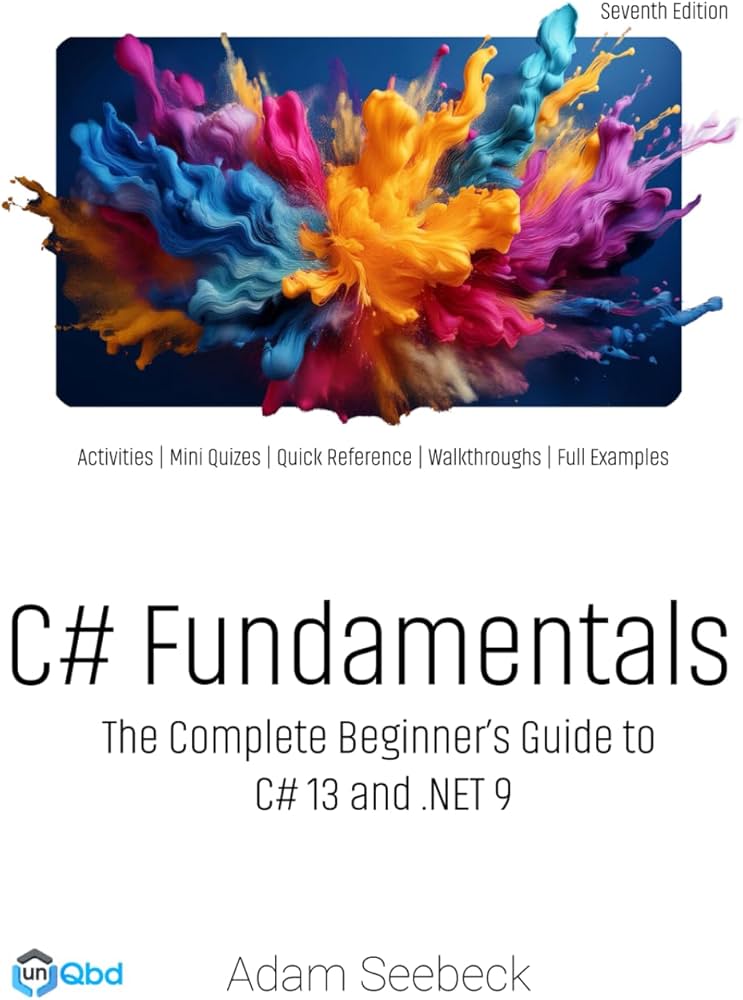 Seventh Edition
Activities | Mini Quizes | Quick Reference | Walkthroughs | Full Examples
C# Fundamentals
The Complete Beginner's Guide to
C# 13 and .NET 9
unQbd
Adam Seebeck